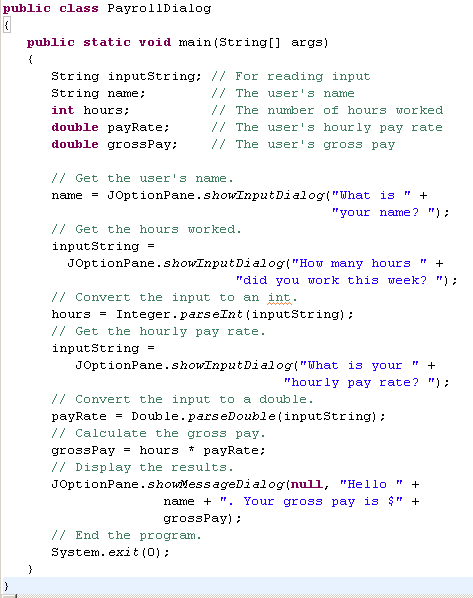 public class PayrollDialog
{
public static void main(String[] args)
{
String inputString; // For reading input
String name; // The user's name
int hours; // The number of hours worked
double payRate; // The user's hourly pay rate
double grossPay; // The user's gross pay
// Get the user's name.
name = JOptionPane.showInputDialog("What is " +
"your name? ");
// Get the hours worked.
inputString =
JOptionPane.showInputDialog("How many hours " +
"did you work this week? ");
// Convert the input to an int.
hours = Integer.parseInt(inputString);
// Get the hourly pay rate.
inputString =
JOptionPane.showInputDialog("What is your " +
"hourly pay rate? ");
// Convert the input to a double.
payRate = Double.parseDouble(inputString);
// Calculate the gross pay.
grossPay = hours * payRate;
// Display the results.
JOptionPane.showMessageDialog(null, "Hello " +
name + ". Your gross pay is $" +
grossPay);
// End the program.
System.exit(0);
}
}